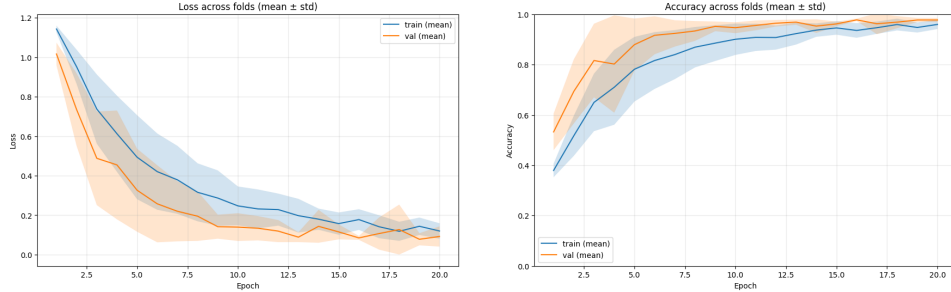 Loss across folds (mean ± std)
train (mean)
val (mean)
1.2
1.0
0.8
0.6
0.4
0.2
0.0
Loss
2.5
5.0
7.5
10.0
12.5
15.0
17.5
20.0
Epoch
Accuracy across folds (mean ± std)
1.0
0.8
0.6
0.4
0.2
0.0
Accuracy
train (mean)
val (mean)
2.5
5.0
7.5
10.0
12.5
15.0
17.5
20.0
Epoch